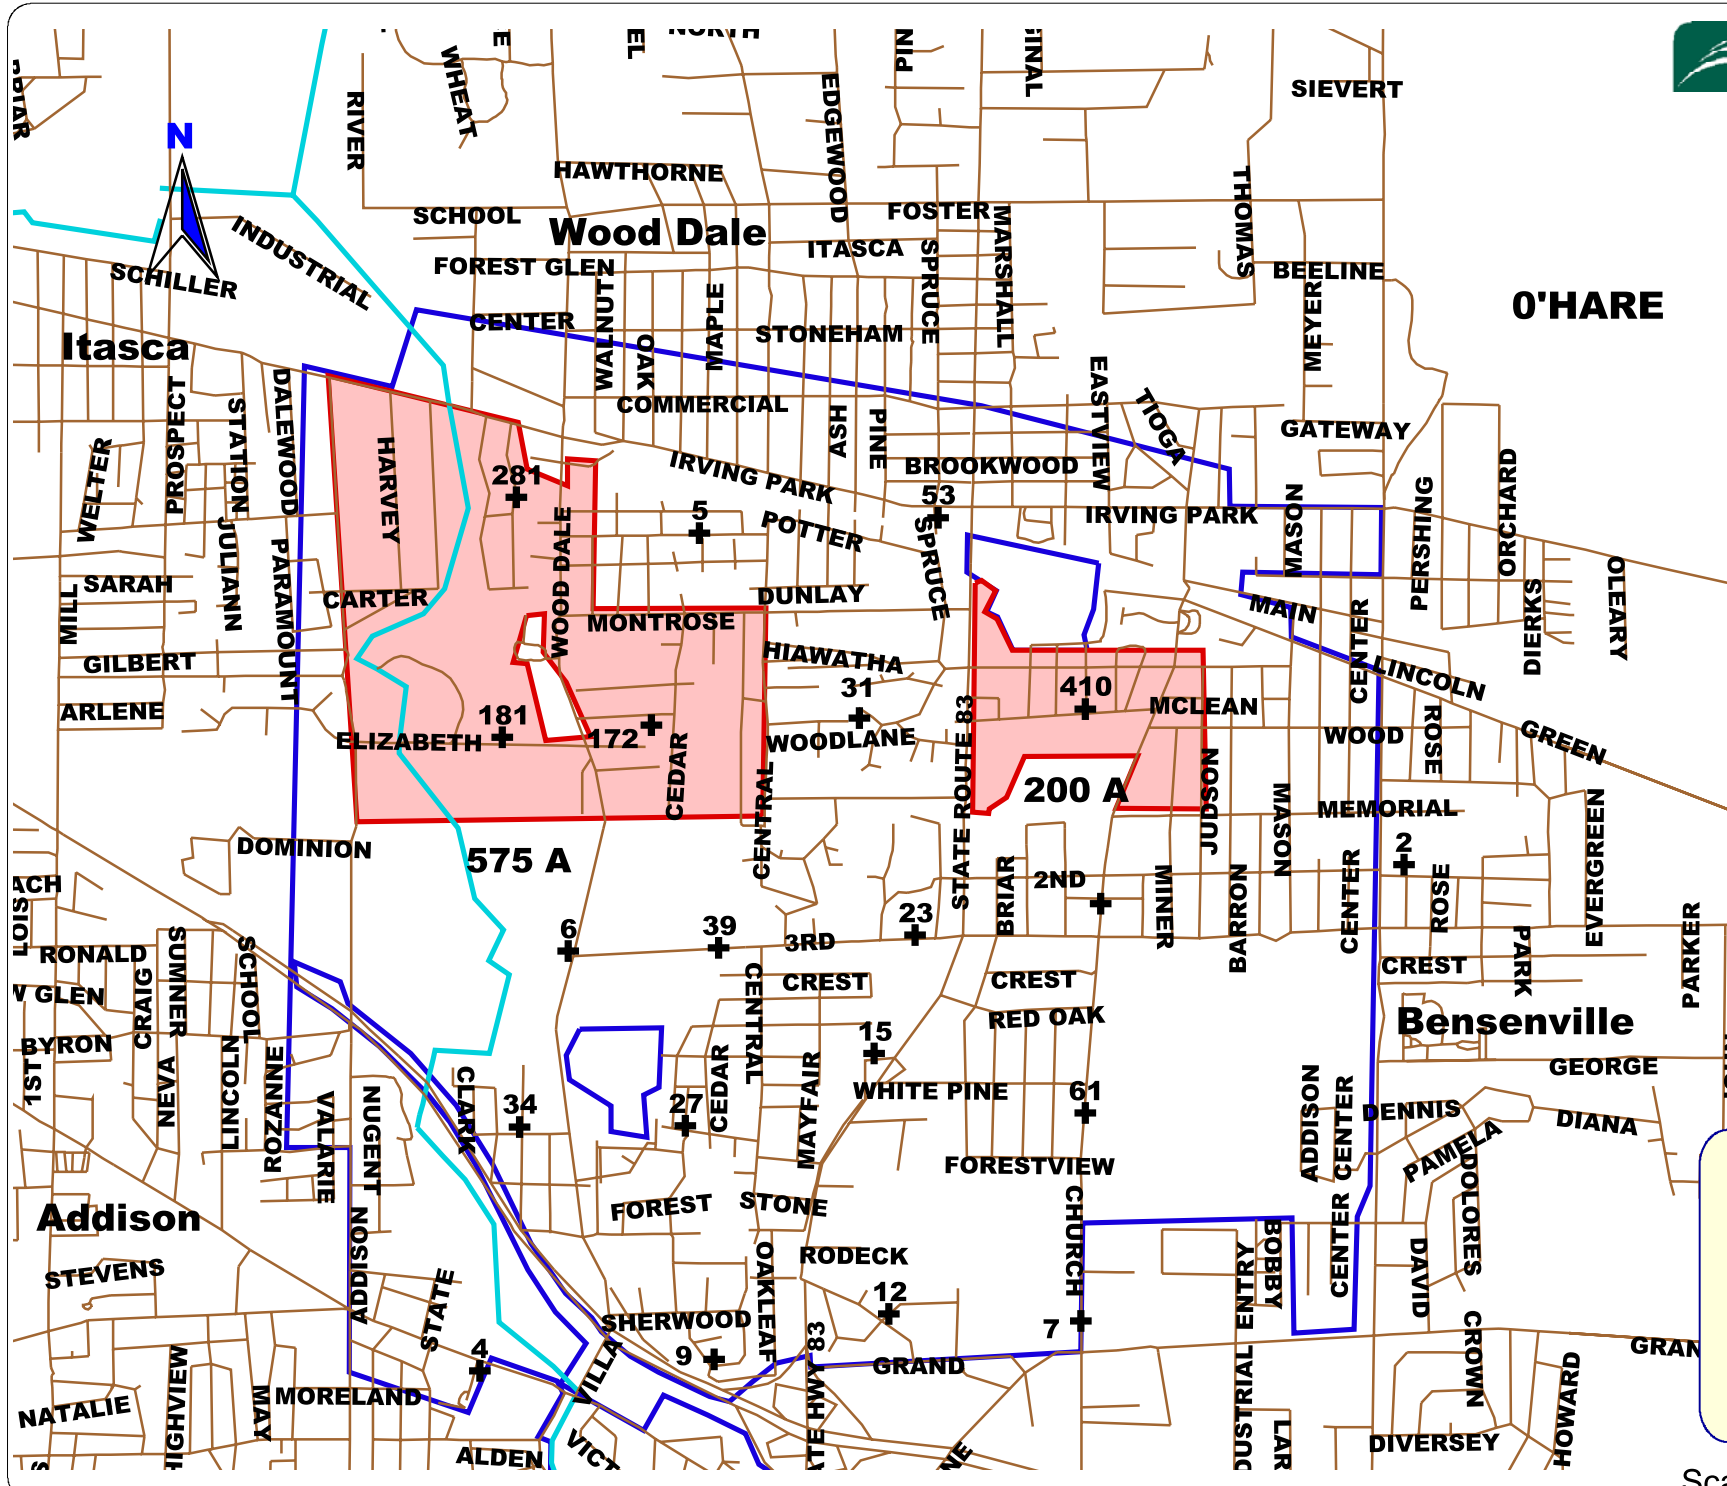 NORTH
WHEAT
RIVER
EDGEWOOD
SIEVERT
N
HAWTHORNE
THOMAS
SCHOOL
FOSTER
MARSHALL
Wood Dale
INDUSTRIAL
ITASCA
SPRUCE
SCHILLER
FOREST GLEN
BEELINE
WALNUT
MAPLE
MEYER
O'HARE
CENTER
STONEHAM
OAK
Itasca
EASTVIEW
DALEWOOD
PROSPECT
STATION
COMMERCIAL
ASH
PINE
TIOGA
GATEWAY
WELTER
HARVEY
IRVING PARK
BROOKWOOD
ORCHARD
281
53
PERSHING
MASON
5
IRVING PARK
POTTER
WOOD DALE
SPRUCE
JULIANN
PARAMOUNT
SARAH
MILL
CARTER
DUNLAY
MAIN
OLEARY
DIERKS
MONTROSE
CENTER
GILBERT
HIAWATHA
LINCOLN
410
31
MCLEAN
ARLENE
181
172
ELIZABETH
WOODLANE
STATE ROUTE 83
WOOD
ROSE
GREEN
CEDAR
CENTRAL
200 A
JUDSON
MASON
MEMORIAL
EVERGREEN
DOMINION
575 A
2
2ND
BRIAR
MINER
BARRON
CENTER
ROSE
LOIS
6
39
23
3RD
RONALD
SUMNER
SCHOOL
CRAIG
CREST
CREST
CREST
PARK
PARKER
GLEN
CENTRAL
RED OAK
Bensenville
BYRON
15
1ST
NEVA
LINCOLN
ROZANNE
VALARIE
NUGENT
CLARK
34
27
CEDAR
MAYFAIR
WHITE PINE
61
GEORGE
ADDISON
CENTER
DENNIS
DIANA
PAMELA
FORESTVIEW
DOLORES
Addison
FOREST
STONE
CHURCH
ADDISON
RODECK
OAKLEAF
BOBBY
CENTER
DAVID
STEVENS
STATE
12
7
SHERWOOD
9
4
GRAND
CROWN
HOWARD
HIGHVIEW
MAY
MORELAND
VILLA
NATALIE
ALDEN
DIVERSEY